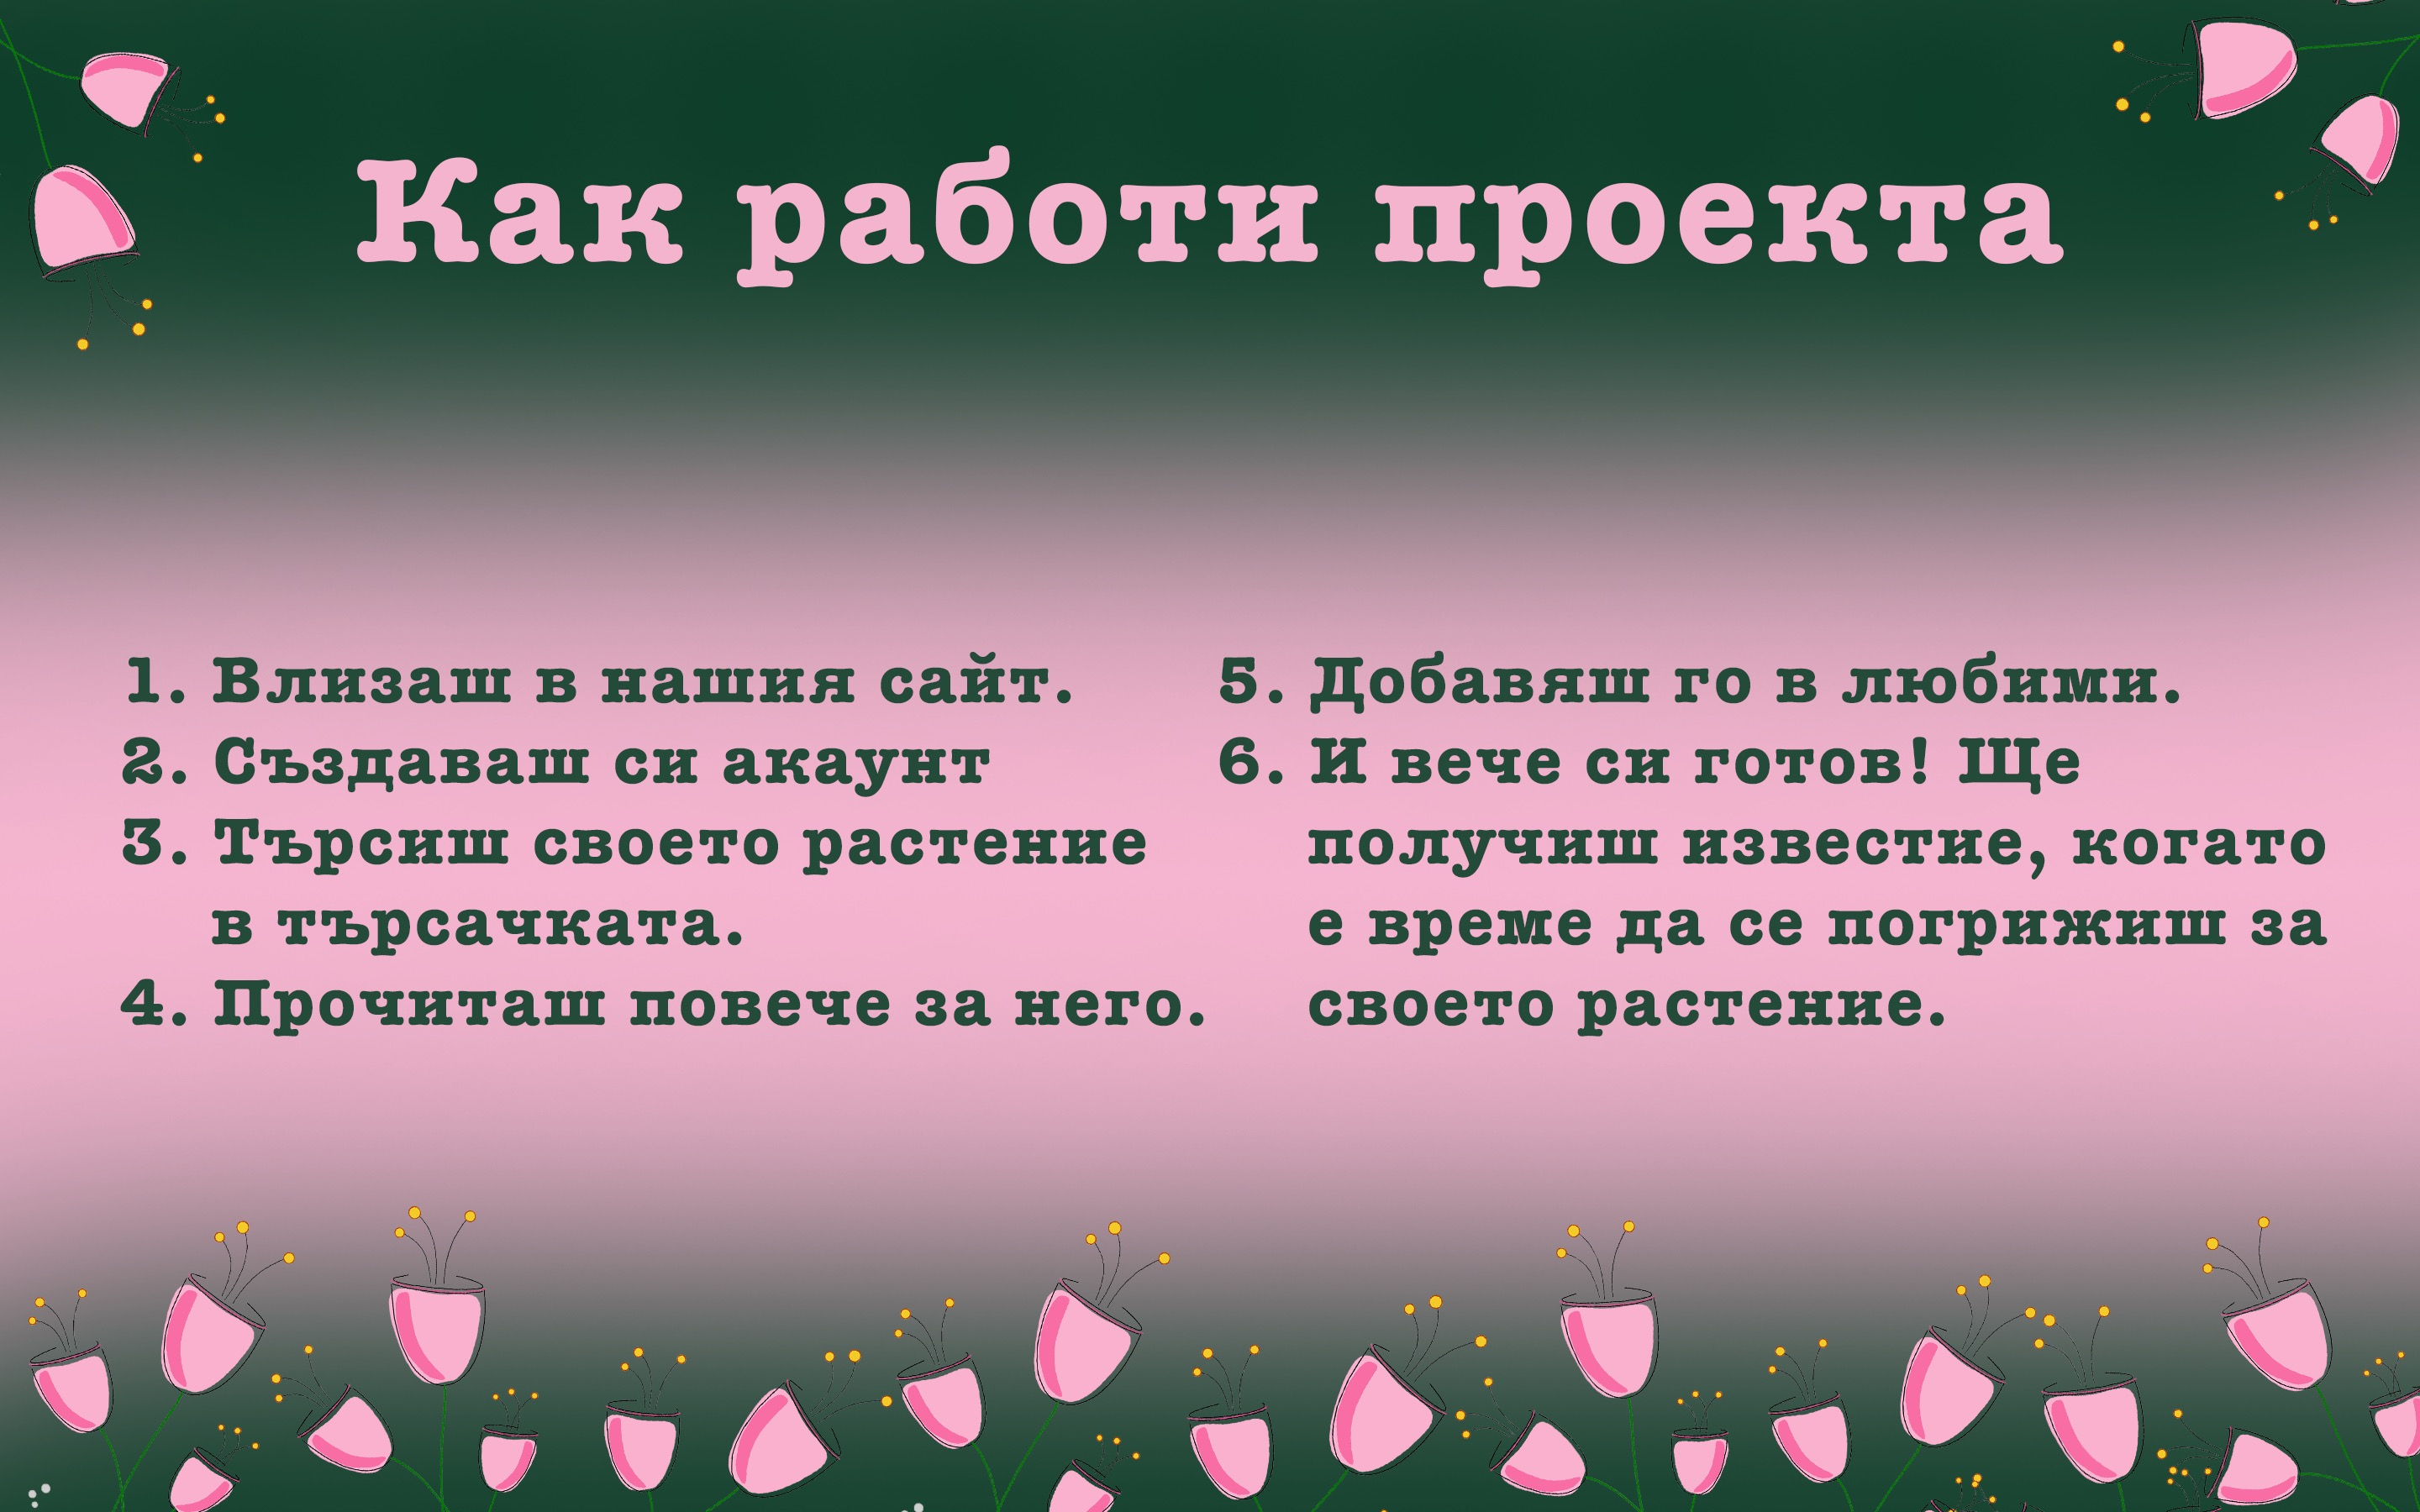 Как работи проекта
1. Влизаш в нашия сайт.
2. Създаваш си акаунт
3. Търсиш своето растение
в търсачката.
4. Прочиташ повече за него.
5. Добавяш го в любими.
6. И вече си готов! Ще
получиш известие, когато
е време да се погрижиш за
своето растение.